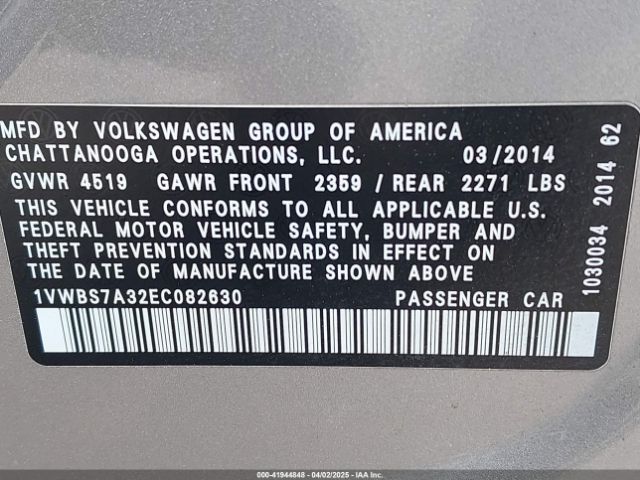 MFD BY VOLKSWAGEN GROUP OF AMERICA
CHATTANOOGA OPERATIONS, LLC. 03/2014
GVWR 4519 GAWR FRONT 2359 / REAR 2271 LBS
THIS VEHICLE CONFORMS TO ALL APPLICABLE U.S.
FEDERAL MOTOR VEHICLE SAFETY, BUMPER AND
THEFT PREVENTION STANDARDS IN EFFECT ON
THE DATE OF MANUFACTURE SHOWN ABOVE.
1VWBS7A32EC082630 PASSENGER CAR
1030034 2014 62
000-41944848 - 04/02/2025 - IAAI Inc. (Copyright)